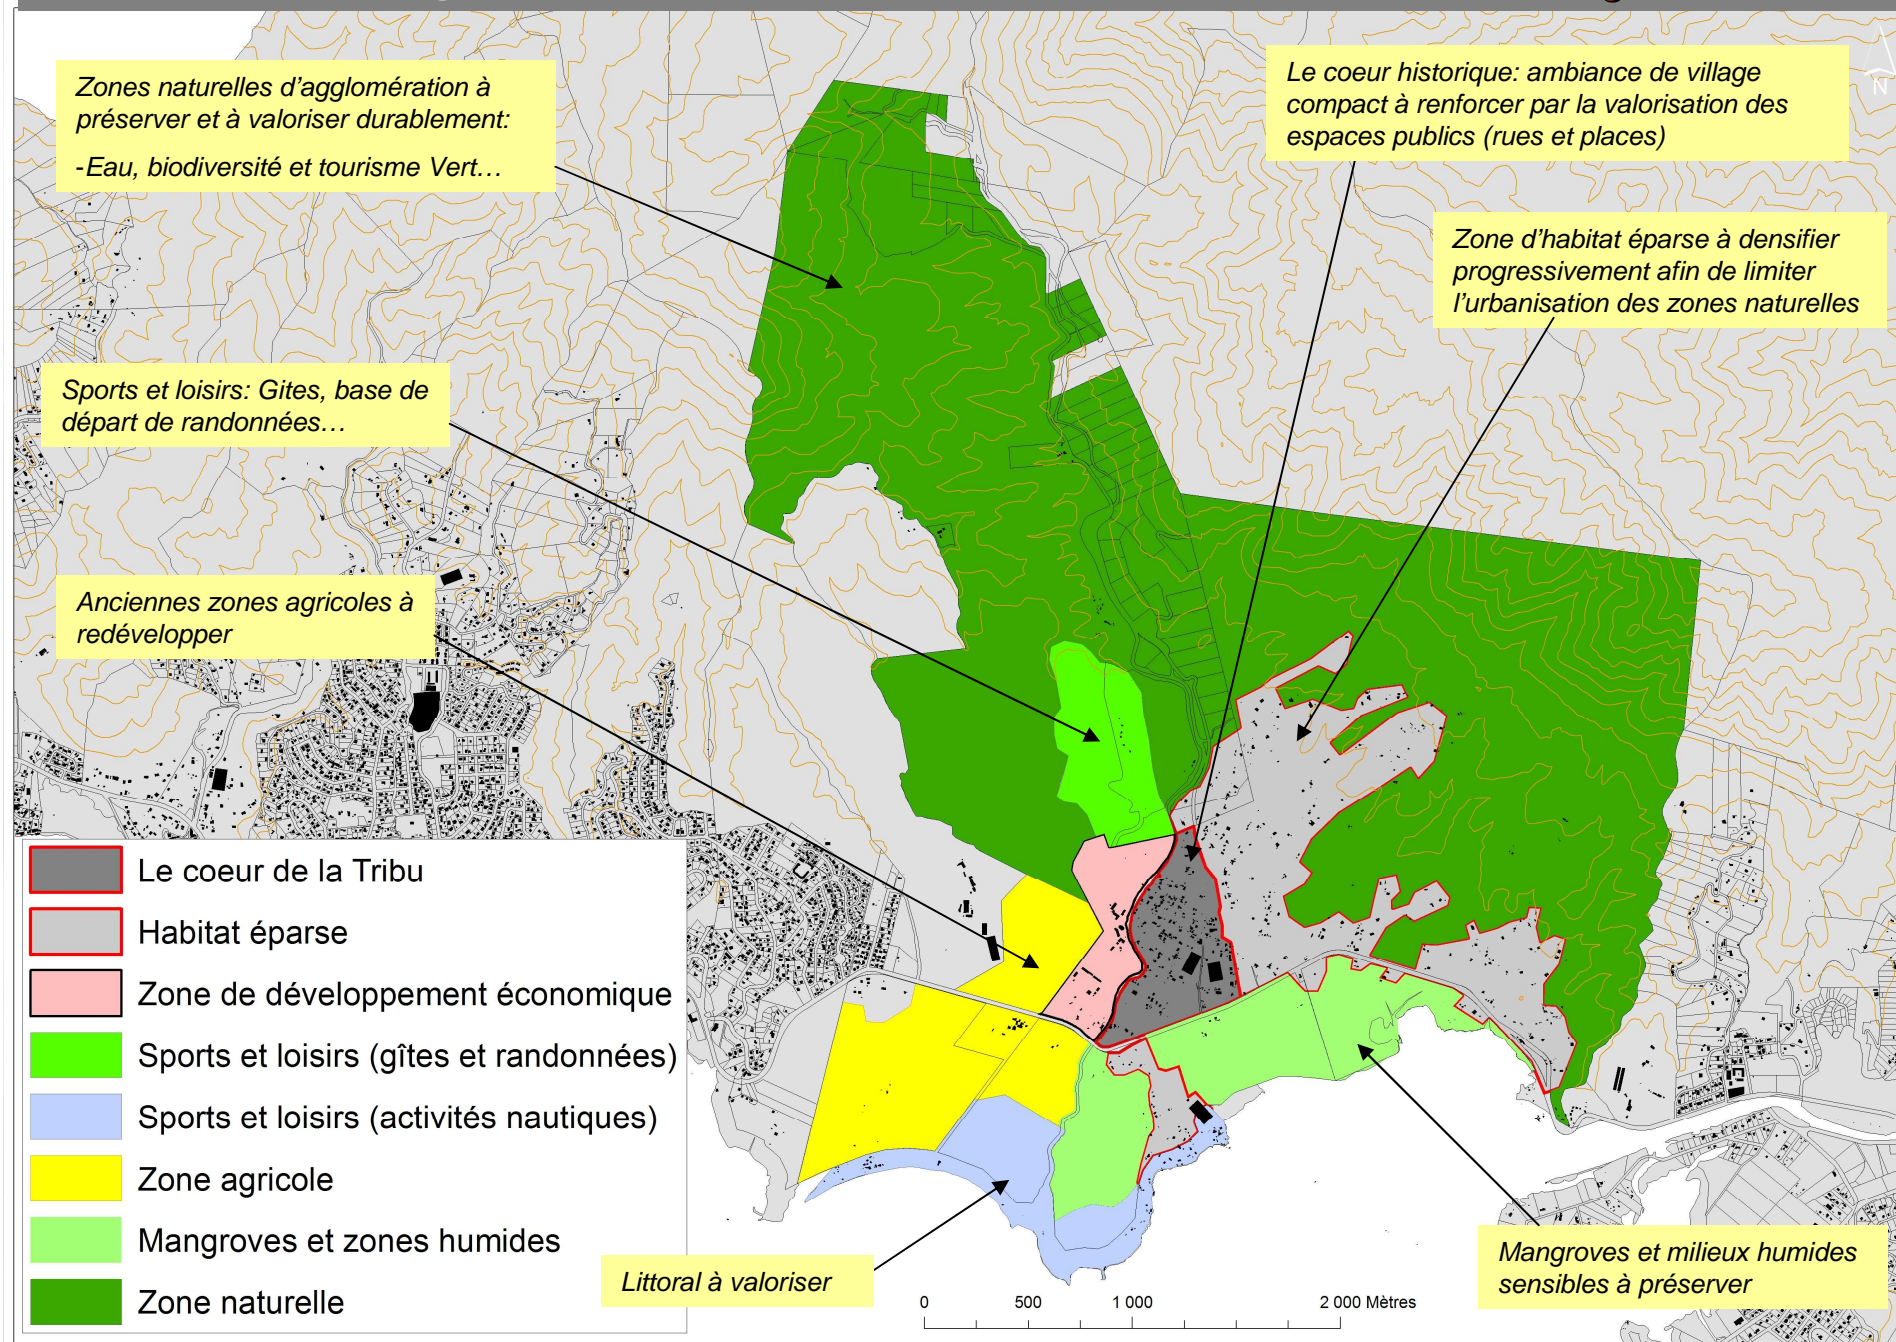 Zones naturelles d'agglomération à
préserver et à valoriser durablement:
-Eau, biodiversité et tourisme Vert…
Le coeur historique: ambiance de village
compact à renforcer par la valorisation des
espaces publics (rues et places)
N
Zone d'habitat éparse à densifier
progressivement afin de limiter
l'urbanisation des zones naturelles
Sports et loisirs: Gites, base de
départ de randonnées…
Anciennes zones agricoles à
redévelopper
Le coeur de la Tribu
Habitat éparse
Zone de développement économique
Sports et loisirs (gîtes et randonnées)
Sports et loisirs (activités nautiques)
Zone agricole
Mangroves et zones humides
Zone naturelle
Littoral à valoriser
Mangroves et milieux humides
sensibles à préserver
0 500 1 000 2 000 Mètres